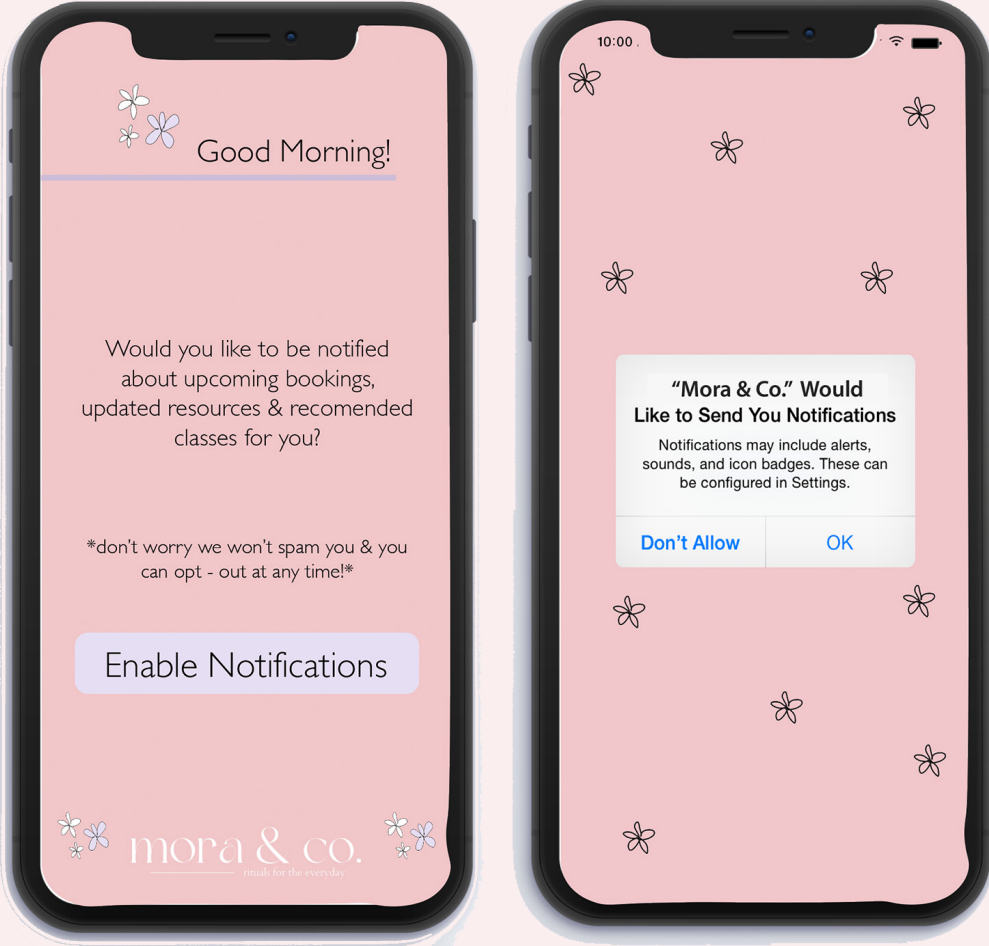 Good Morning!
Would you like to be notified
about upcoming bookings,
updated resources & recomended
classes for you?
*don't worry we won't spam you & you
can opt - out at any time!*
Enable Notifications
mora & co.
rituals for the everyday
10:00
“Mora & Co.” Would
Like to Send You Notifications
Notifications may include alerts,
sounds, and icon badges. These can
be configured in Settings.
Don’t Allow
OK